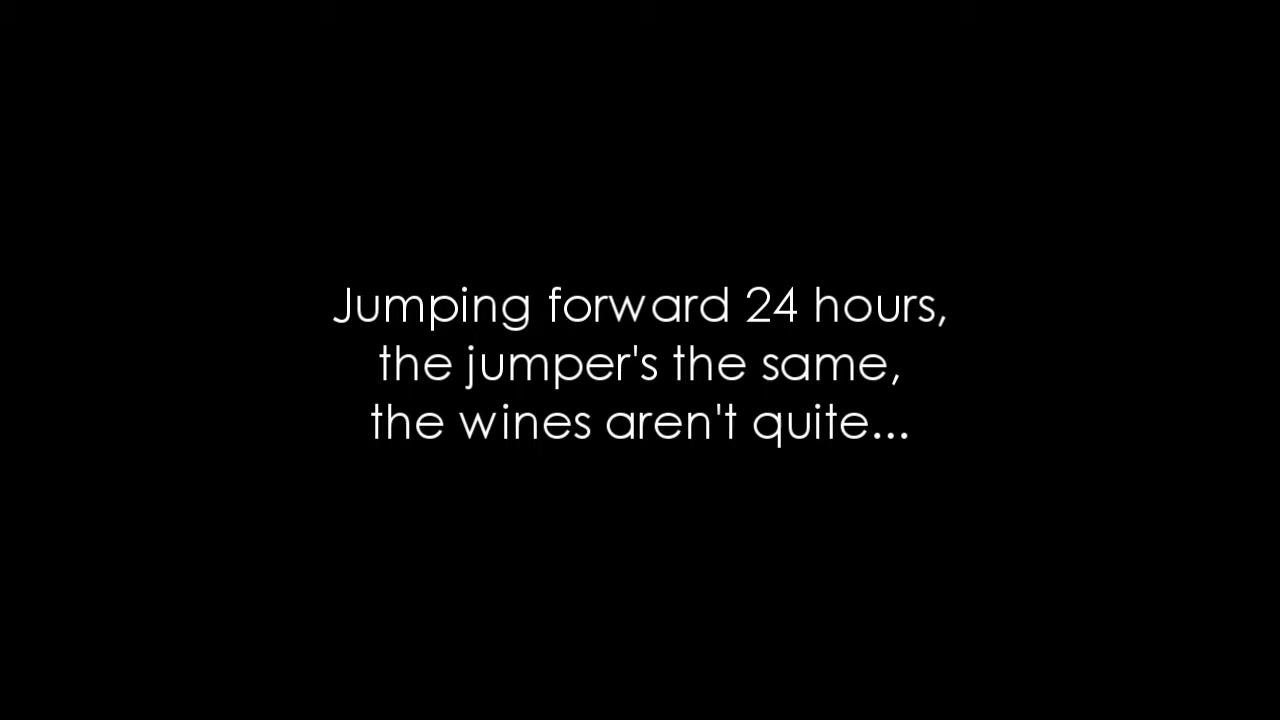 Jumping forward 24 hours,
the jumper's the same,
the wines aren't quite...